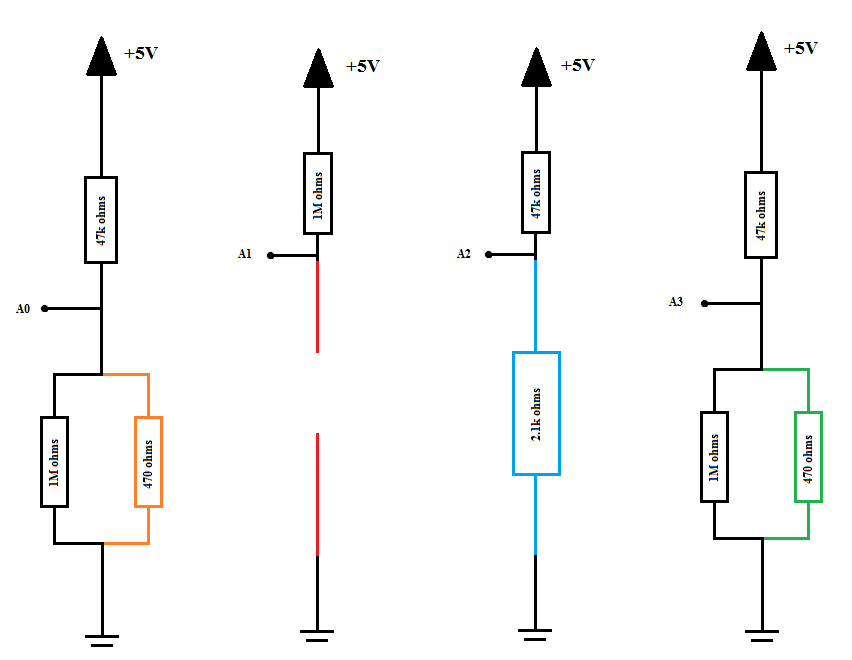 +5V
+5V
+5V
+5V
47k ohms
1M ohms
47k ohms
47k ohms
A0
A1
A2
A3
1M ohms
470 ohms
2.1k ohms
1M ohms
470 ohms